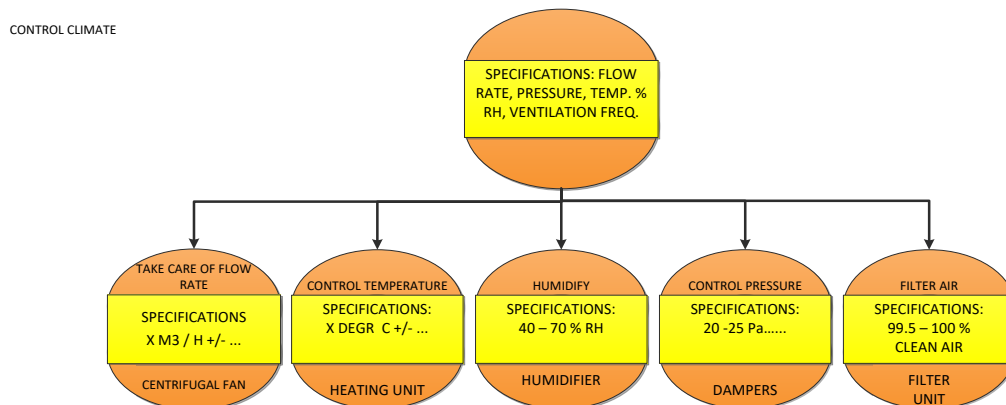 CONTROL CLIMATE
SPECIFICATIONS: FLOW
RATE, PRESSURE, TEMP. %
RH, VENTILATION FREQ.
TAKE CARE OF FLOW
RATE
SPECIFICATIONS
X M3 / H +/- ...
CENTRIFUGAL FAN
CONTROL TEMPERATURE
SPECIFICATIONS:
X DEGR  C +/- ...
HEATING UNIT
HUMIDIFY
SPECIFICATIONS:
40 – 70 % RH
HUMIDIFIER
CONTROL PRESSURE
SPECIFICATIONS:
20 -25 Pa......
DAMPERS
FILTER AIR
SPECIFICATIONS:
99.5 – 100 %
CLEAN AIR
FILTER
UNIT